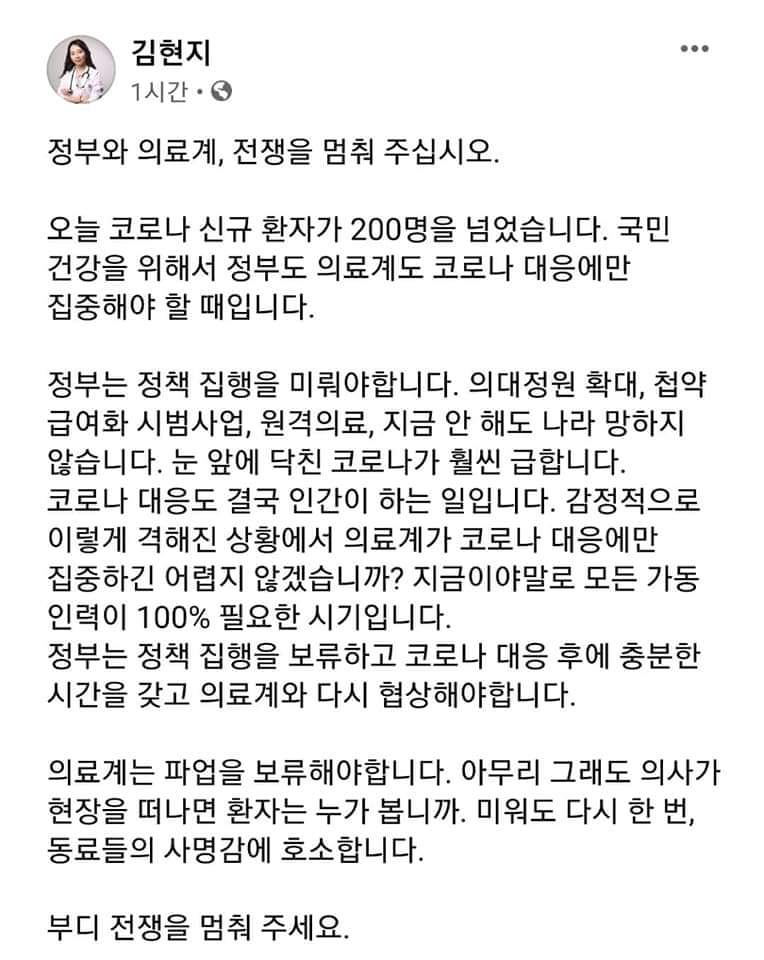 김현지
1시간
정부와 의료계, 전쟁을 멈춰 주십시오.
오늘 코로나 신규 환자가 200명을 넘었습니다. 국민
건강을 위해서 정부도 의료계도 코로나 대응에만
집중해야 할 때입니다.
정부는 정책 집행을 미뤄야합니다. 의대정원 확대, 첩약
급여화 시범사업, 원격의료, 지금 안 해도 나라 망하지
않습니다. 눈 앞에 닥친 코로나가 훨씬 급합니다.
코로나 대응도 결국 인간이 하는 일입니다. 감정적으로
이렇게 격해진 상황에서 의료계가 코로나 대응에만
집중하긴 어렵지 않겠습니까? 지금이야말로 모든 가동
인력이 100% 필요한 시기입니다.
정부는 정책 집행을 보류하고 코로나 대응 후에 충분한
시간을 갖고 의료계와 다시 협상해야합니다.
의료계는 파업을 보류해야합니다. 아무리 그래도 의사가
현장을 떠나면 환자는 누가 봅니까. 미워도 다시 한 번,
동료들의 사명감에 호소합니다.
부디 전쟁을 멈춰 주세요.